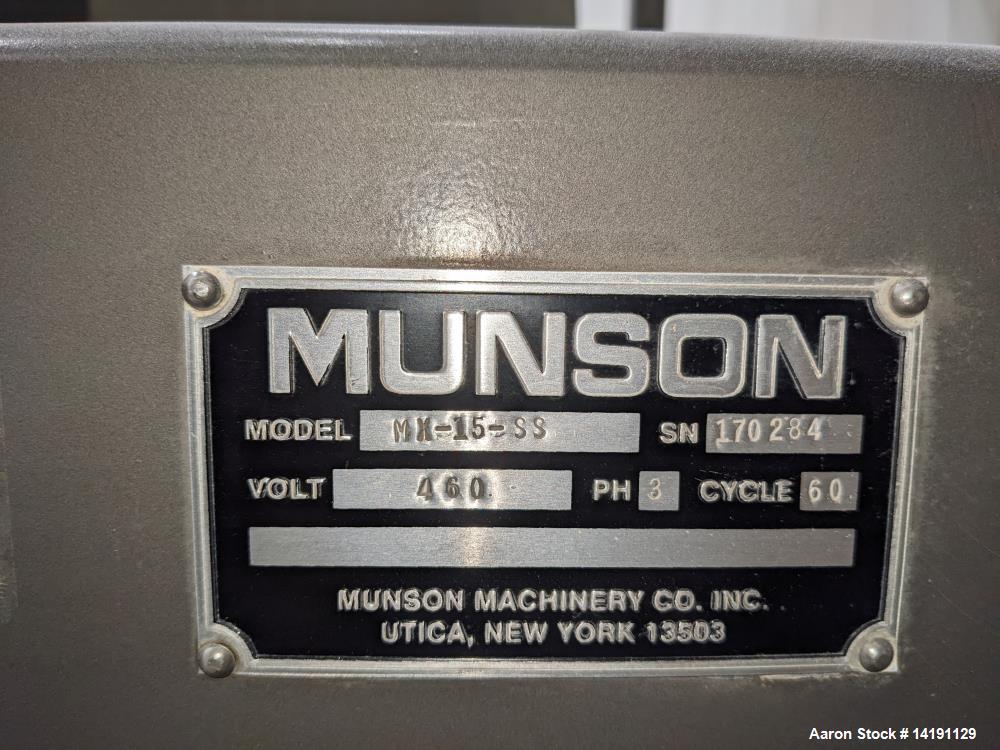 MUNSON
MODEL MX-15-SS SN 170284
VOLT 460 PH 3 CYCLE 60
MUNSON MACHINERY CO. INC.
UTICA, NEW YORK 13503
Aaron Stock # 14191129